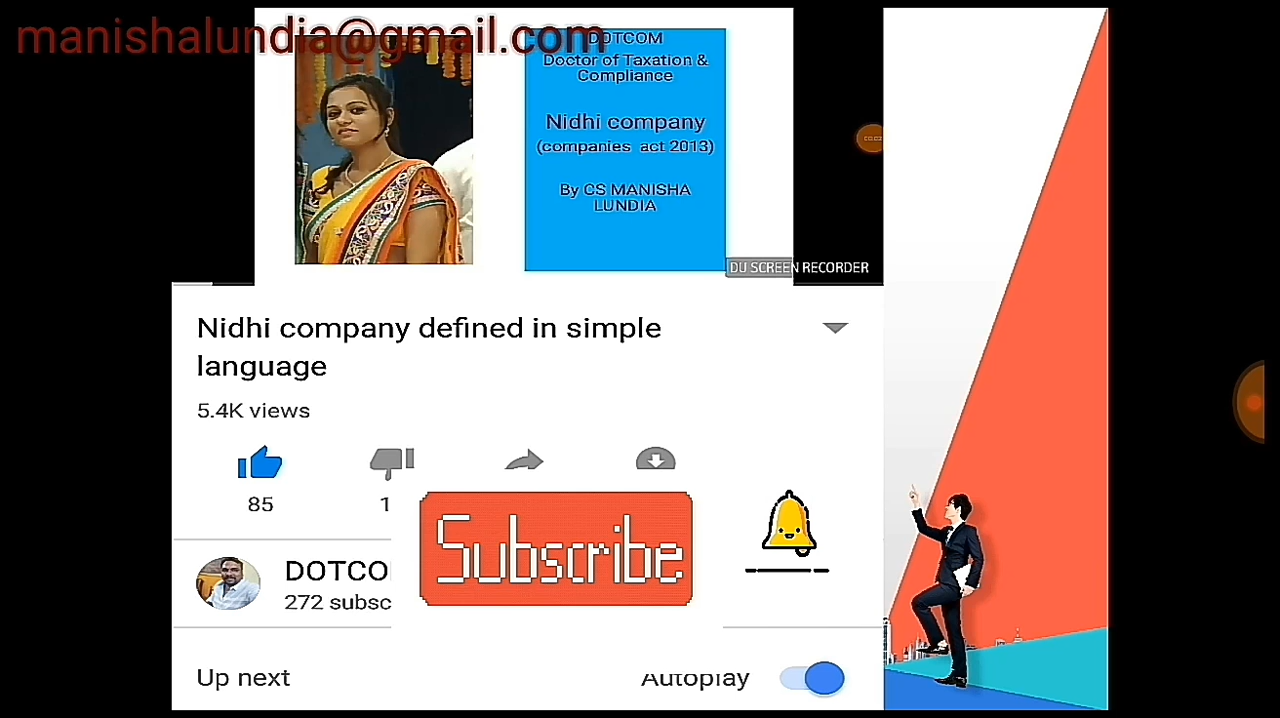 manishalundia@gmail.com
DOTCOM
Doctor of Taxation &
Compliance
Nidhi company
(companies act 2013)
By CS MANISHA
LUNDIA
DU SCREEN RECORDER
Nidhi company defined in simple
language
5.4K views
85
1
Subscribe
DOTCO
272 subsc
Up next
Autoplay